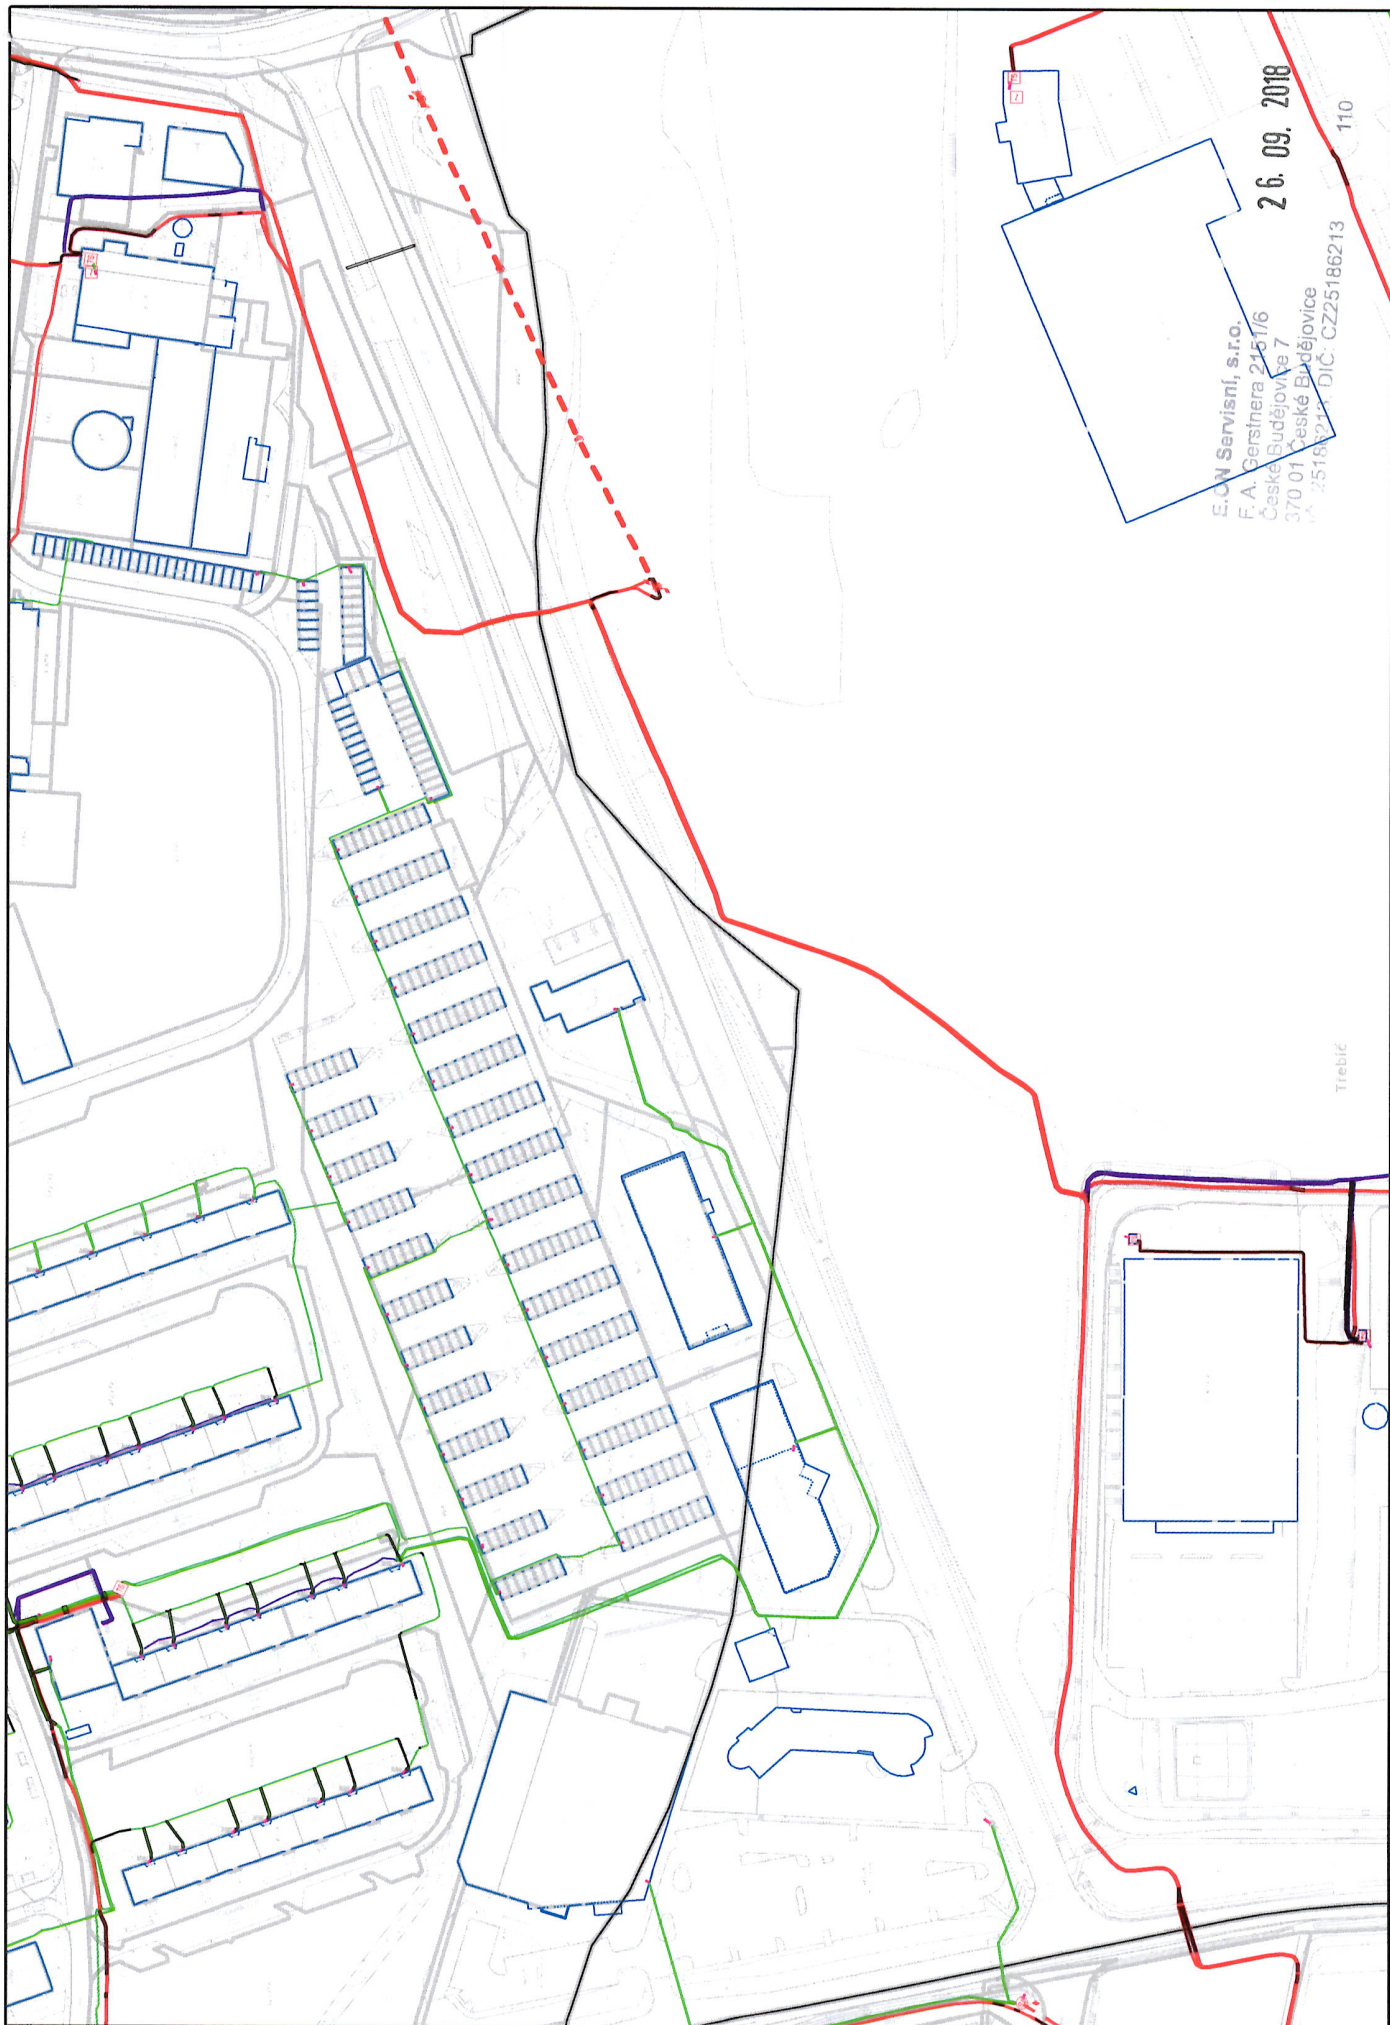 26. 09. 2018
110
E.ON Servisní, s.r.o.
F. A. Gerstnera 2151/6
České Budějovice 7
370 01 České Budějovice
25186213, DIČ: CZ25186213
Třebíč